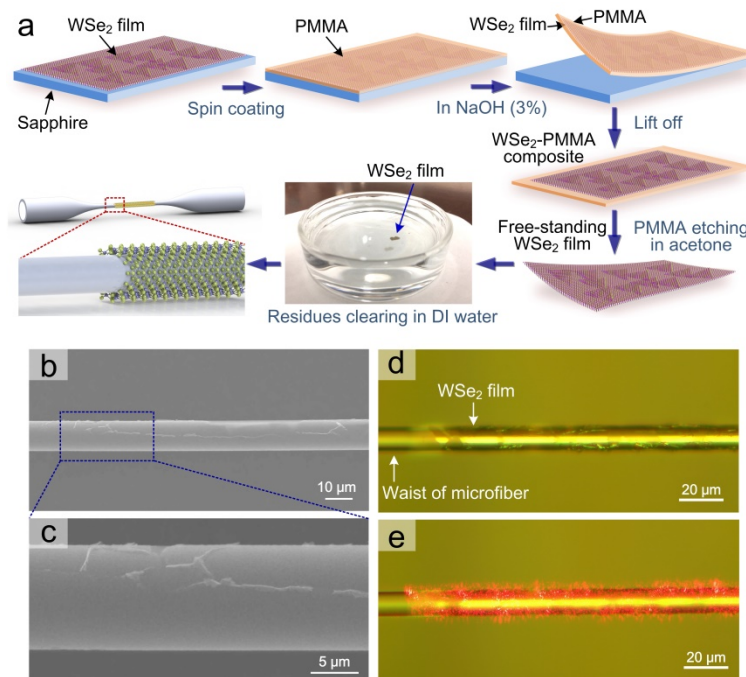 a
WSe₂ film
Sapphire
Spin coating
PMMA
In NaOH (3%)
WSe₂ film
PMMA
Lift off
WSe₂-PMMA
composite
PMMA etching
in acetone
Free-standing
WSe₂ film
WSe₂ film
Residues clearing in DI water
b
10 μm
c
5 μm
d
WSe₂ film
Waist of microfiber
20 μm
e
20 μm